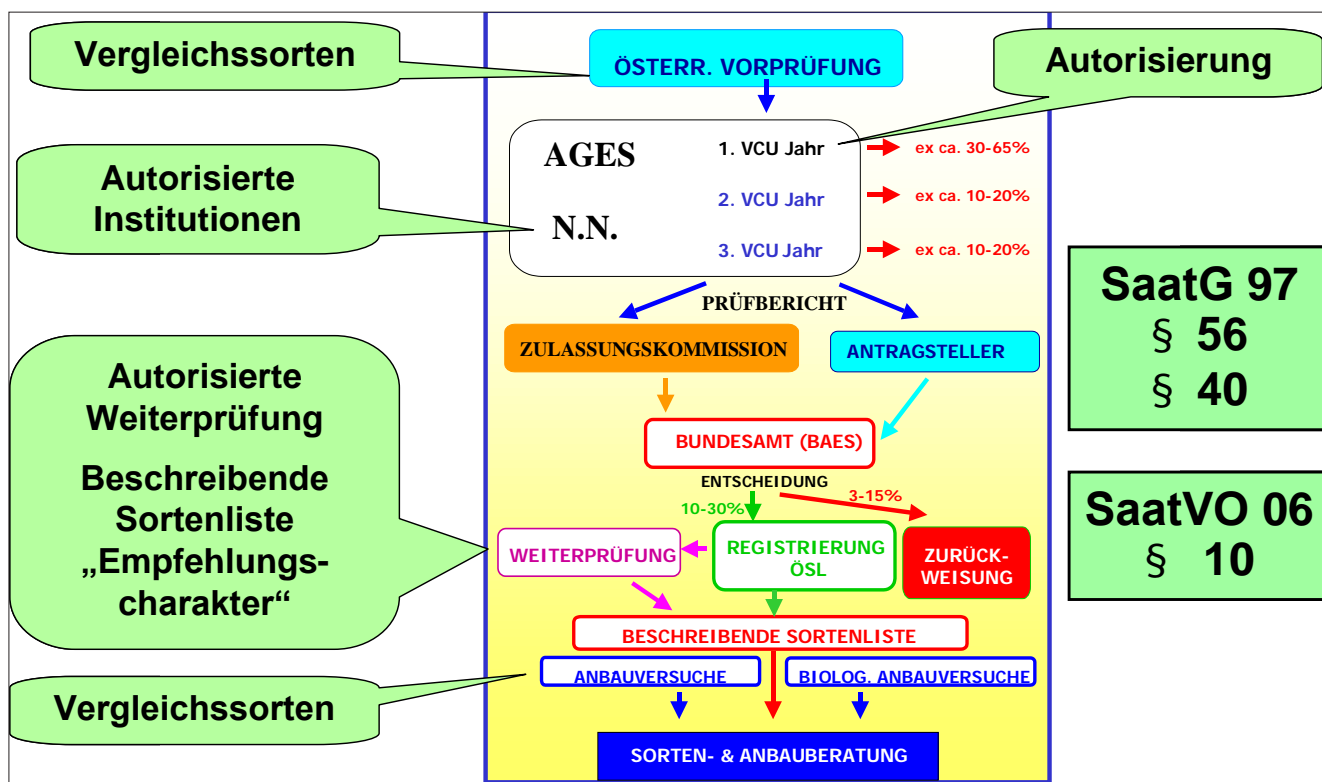 Vergleichssorten
ÖSTERR. VORPRÜFUNG
Autorisierung
AGES
1. VCU Jahr
ex ca. 30-65%
Autorisierte
Institutionen
2. VCU Jahr
ex ca. 10-20%
N.N.
3. VCU Jahr
ex ca. 10-20%
SaatG 97
§ 56
§ 40
PRÜFBERICHT
ZULASSUNGSKOMMISSION
ANTRAGSTELLER
Autorisierte
Weiterprüfung
Beschreibende
Sortenliste
„Empfehlungs-
charakter“
BUNDESAMT (BAES)
ENTSCHEIDUNG
10-30%
3-15%
SaatVO 06
§ 10
WEITERPRÜFUNG
REGISTRIERUNG
ÖSL
ZURÜCK-
WEISUNG
BESCHREIBENDE SORTENLISTE
ANBAUVERSUCHE
BIOLOG. ANBAUVERSUCHE
Vergleichssorten
SORTEN- & ANBAUBERATUNG